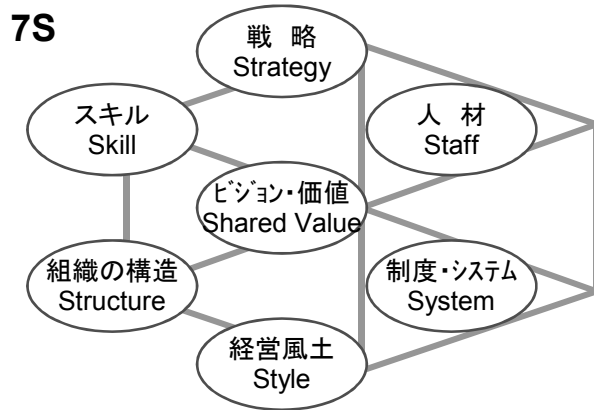 7S
戦 略
Strategy
スキル
Skill
人 材
Staff
ﾋﾞｼﾞｮﾝ・価値
Shared Value
組織の構造
Structure
制度・ｼｽﾃﾑ
System
経営風土
Style